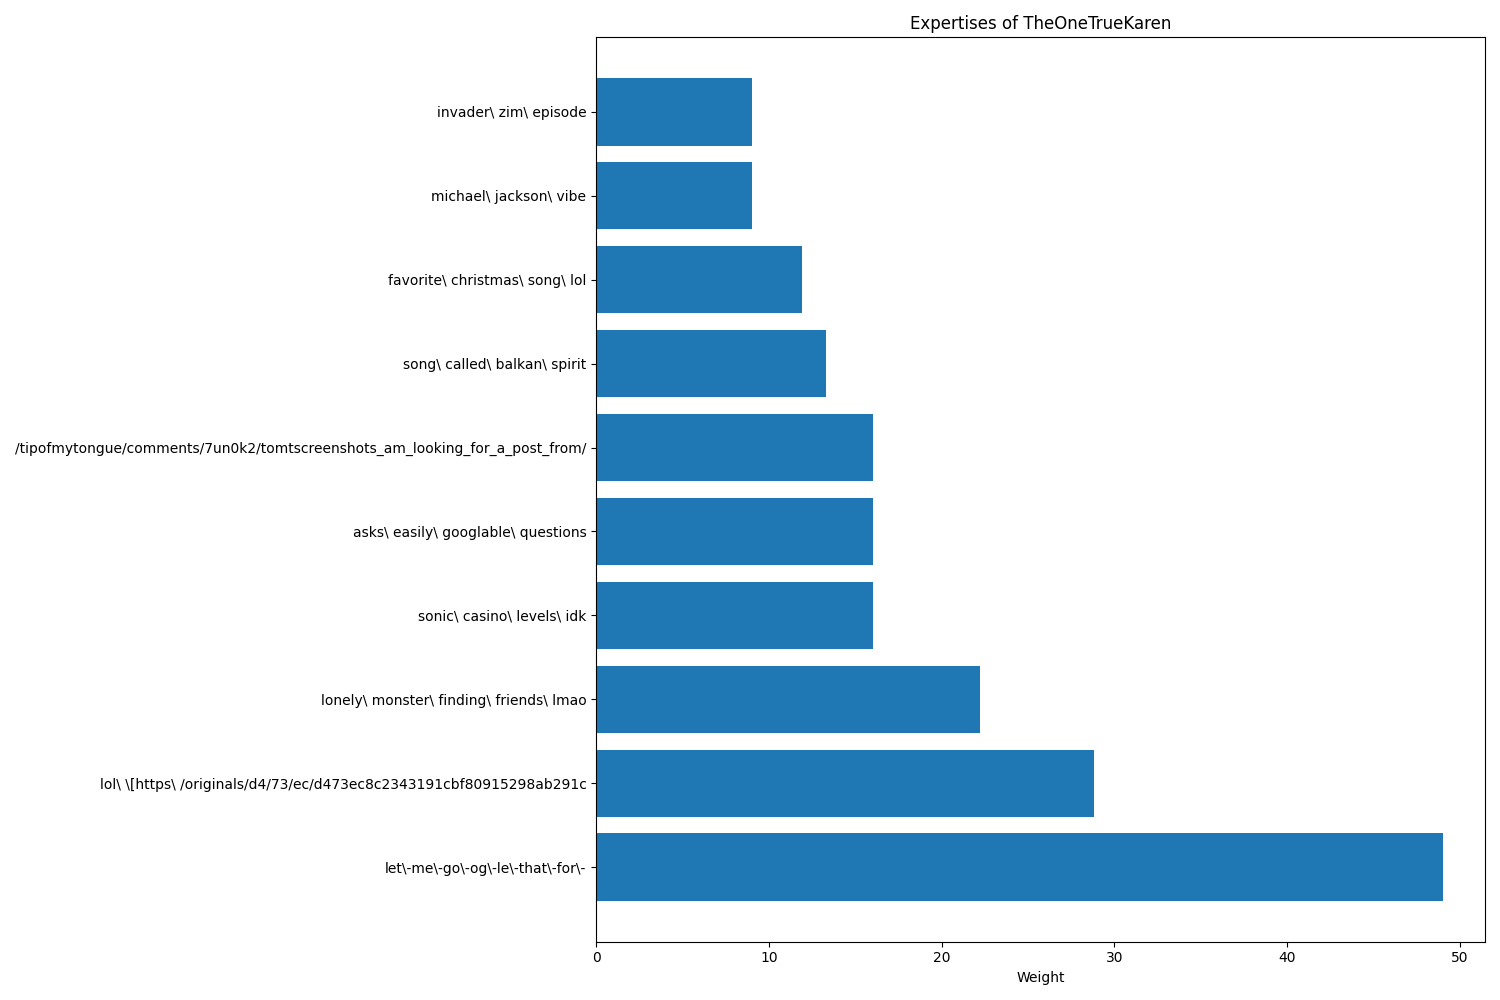 Expertises of TheOneTrueKaren
invader\ zim\ episode
michael\ jackson\ vibe
favorite\ christmas\ song\ lol
song\ called\ balkan\ spirit
/tipofmytongue/comments/7un0k2/tomtscreenshots_am_looking_for_a_post_from/
asks\ easily\ googlable\ questions
sonic\ casino\ levels\ idk
lonely\ monster\ finding\ friends\ lmao
lol\ \[https\ /originals/d4/73/ec/d473ec8c2343191cbf80915298ab291c
let\-me\-go\-og\-le\-that\-for\-
0 10 20 30 40 50
Weight